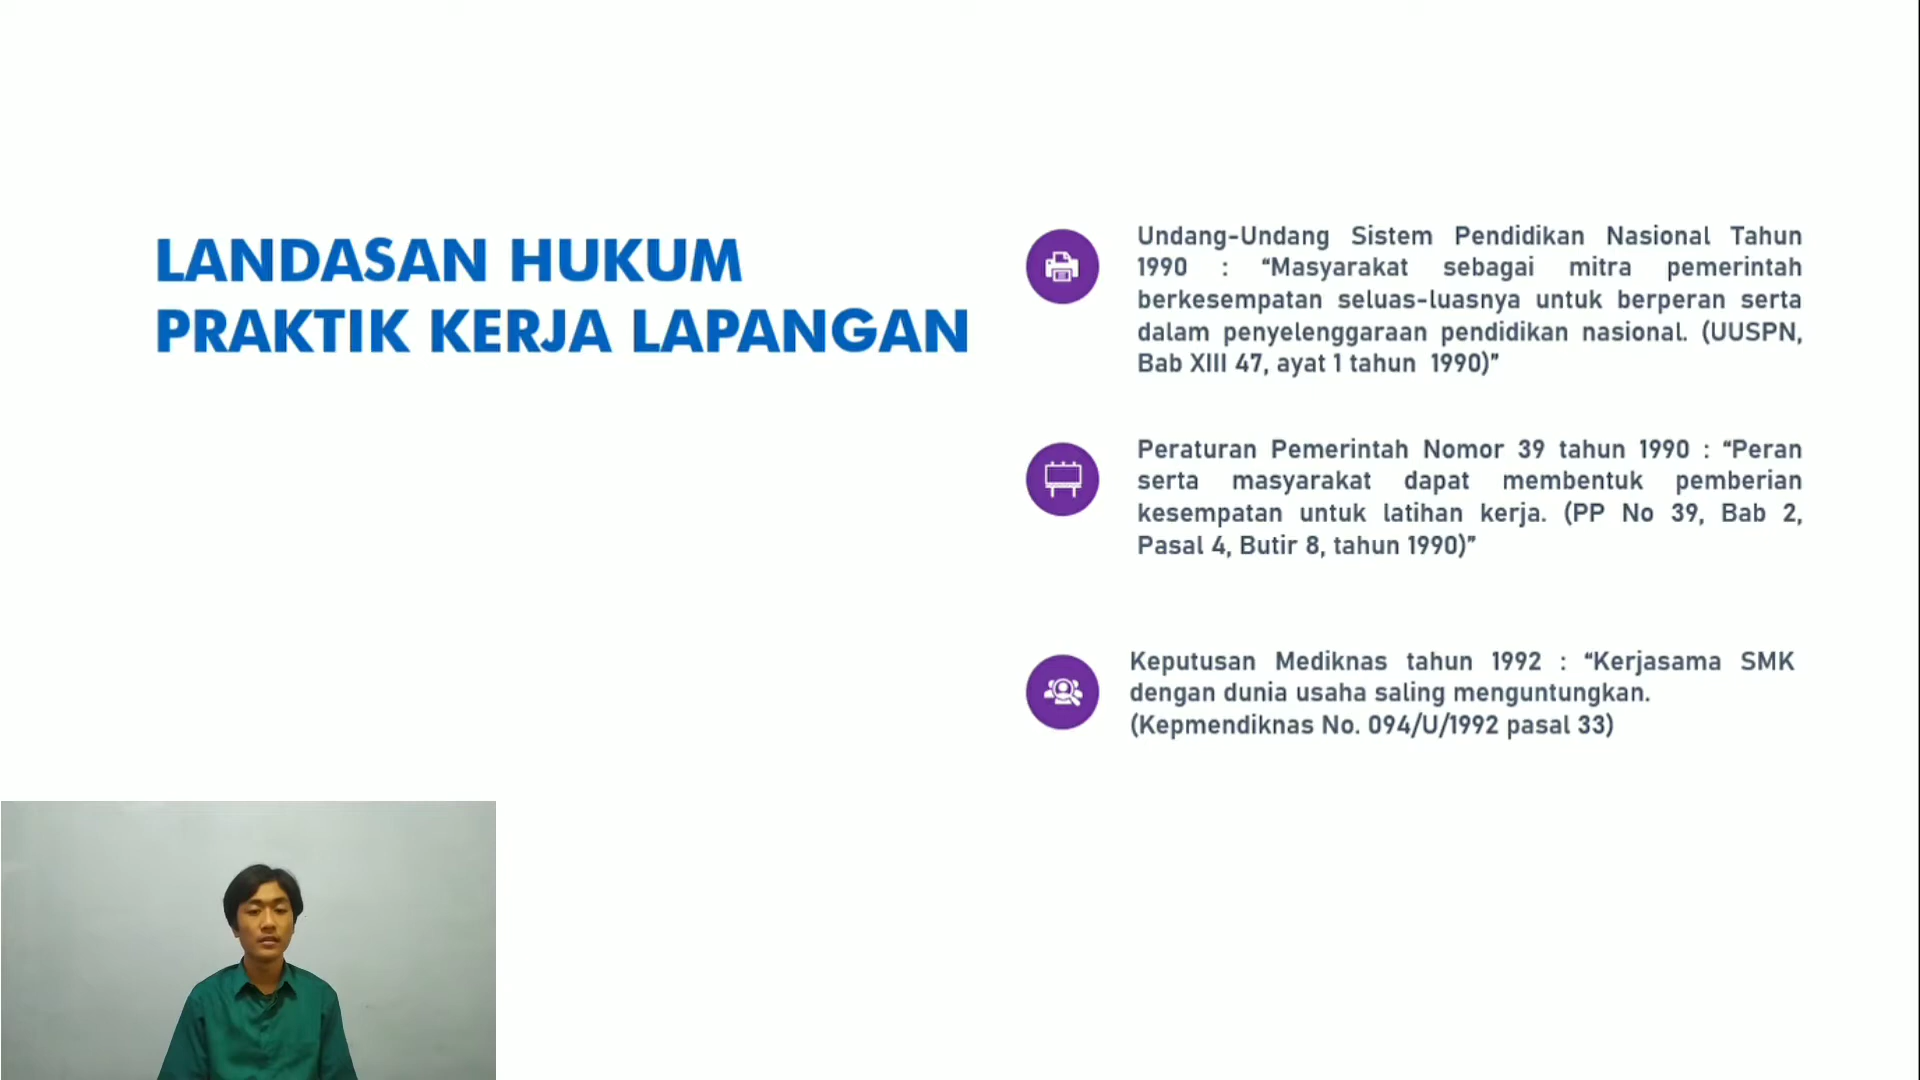 LANDASAN HUKUM
PRAKTIK KERJA LAPANGAN
Undang-Undang Sistem Pendidikan Nasional Tahun
1990 : “Masyarakat sebagai mitra pemerintah
berkesempatan seluas-luasnya untuk berperan serta
dalam penyelenggaraan pendidikan nasional. (UUSPN,
Bab XIII 47, ayat 1 tahun 1990)”
Peraturan Pemerintah Nomor 39 tahun 1990 : “Peran
serta masyarakat dapat membentuk pemberian
kesempatan untuk latihan kerja. (PP No 39, Bab 2,
Pasal 4, Butir 8, tahun 1990)”
Keputusan Mediknas tahun 1992 : “Kerjasama SMK
dengan dunia usaha saling menguntungkan.
(Kepmendiknas No. 094/U/1992 pasal 33)